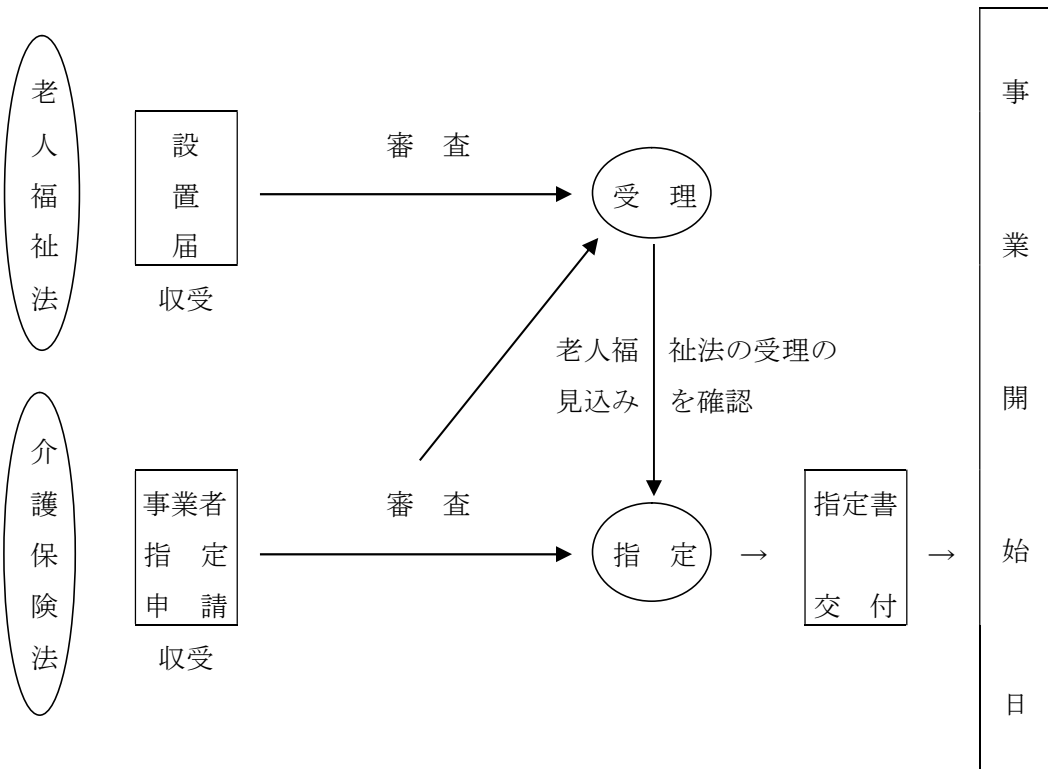 老人福祉法
設置届
収受
審　査
受　理
老人福祉法の受理の
見込みを確認
介護保険法
事業者
指　定
申　請
収受
審　査
指　定
→
指定書
交　付
→
事業開始日